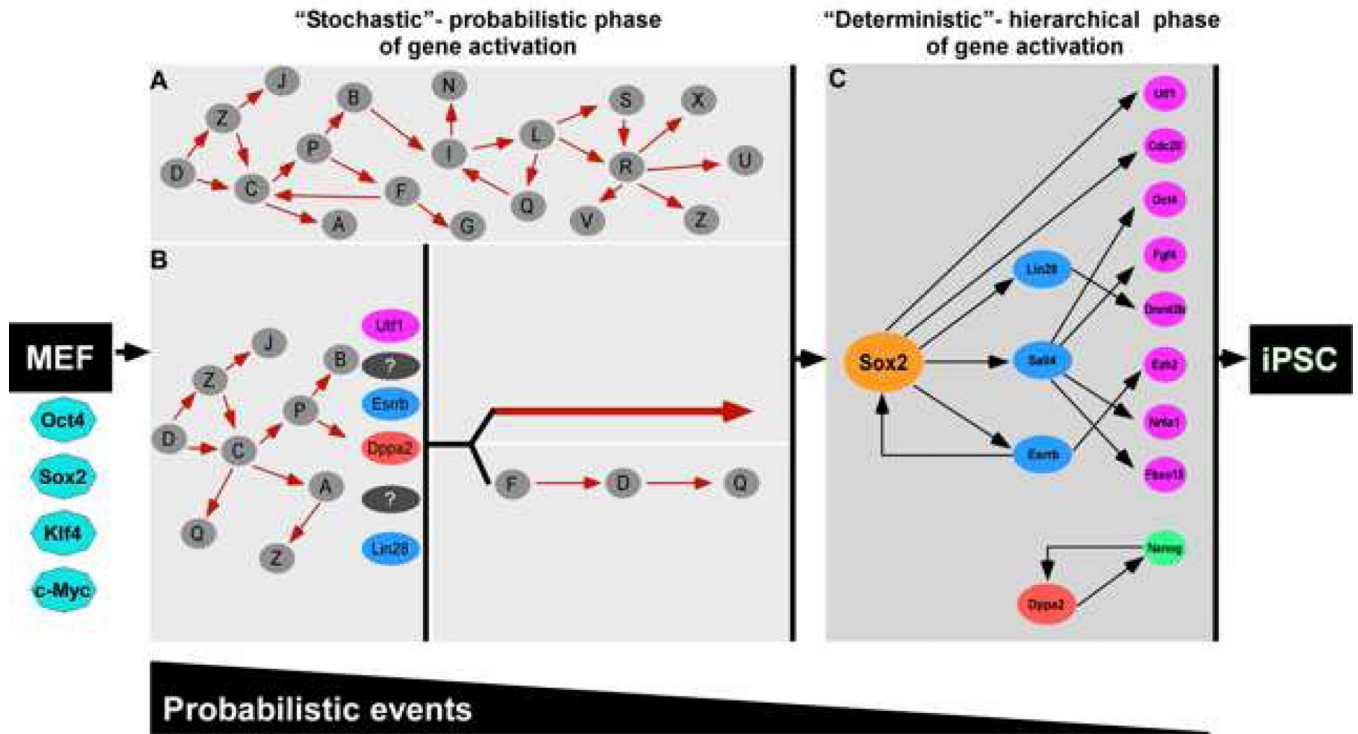 “Stochastic”- probabilistic phase
of gene activation
“Deterministic”- hierarchical phase
of gene activation
A
J
Z
D
C
A
P
B
F
G
N
I
L
Q
S
R
V
X
U
Z
B
J
Z
D
C
Q
P
B
A
Z
Utf1
?
Esrrb
Dppa2
?
Lin28
F
D
Q
MEF
Oct4
Sox2
Klf4
c-Myc
C
Sox2
Lin28
Sall4
Esrrb
Dppa2
Utf1
Cdc20
Oct4
Fgf4
Dnmt3b
Ezh2
Nr6a1
Fbxo15
Nanog
iPSC
Probabilistic events